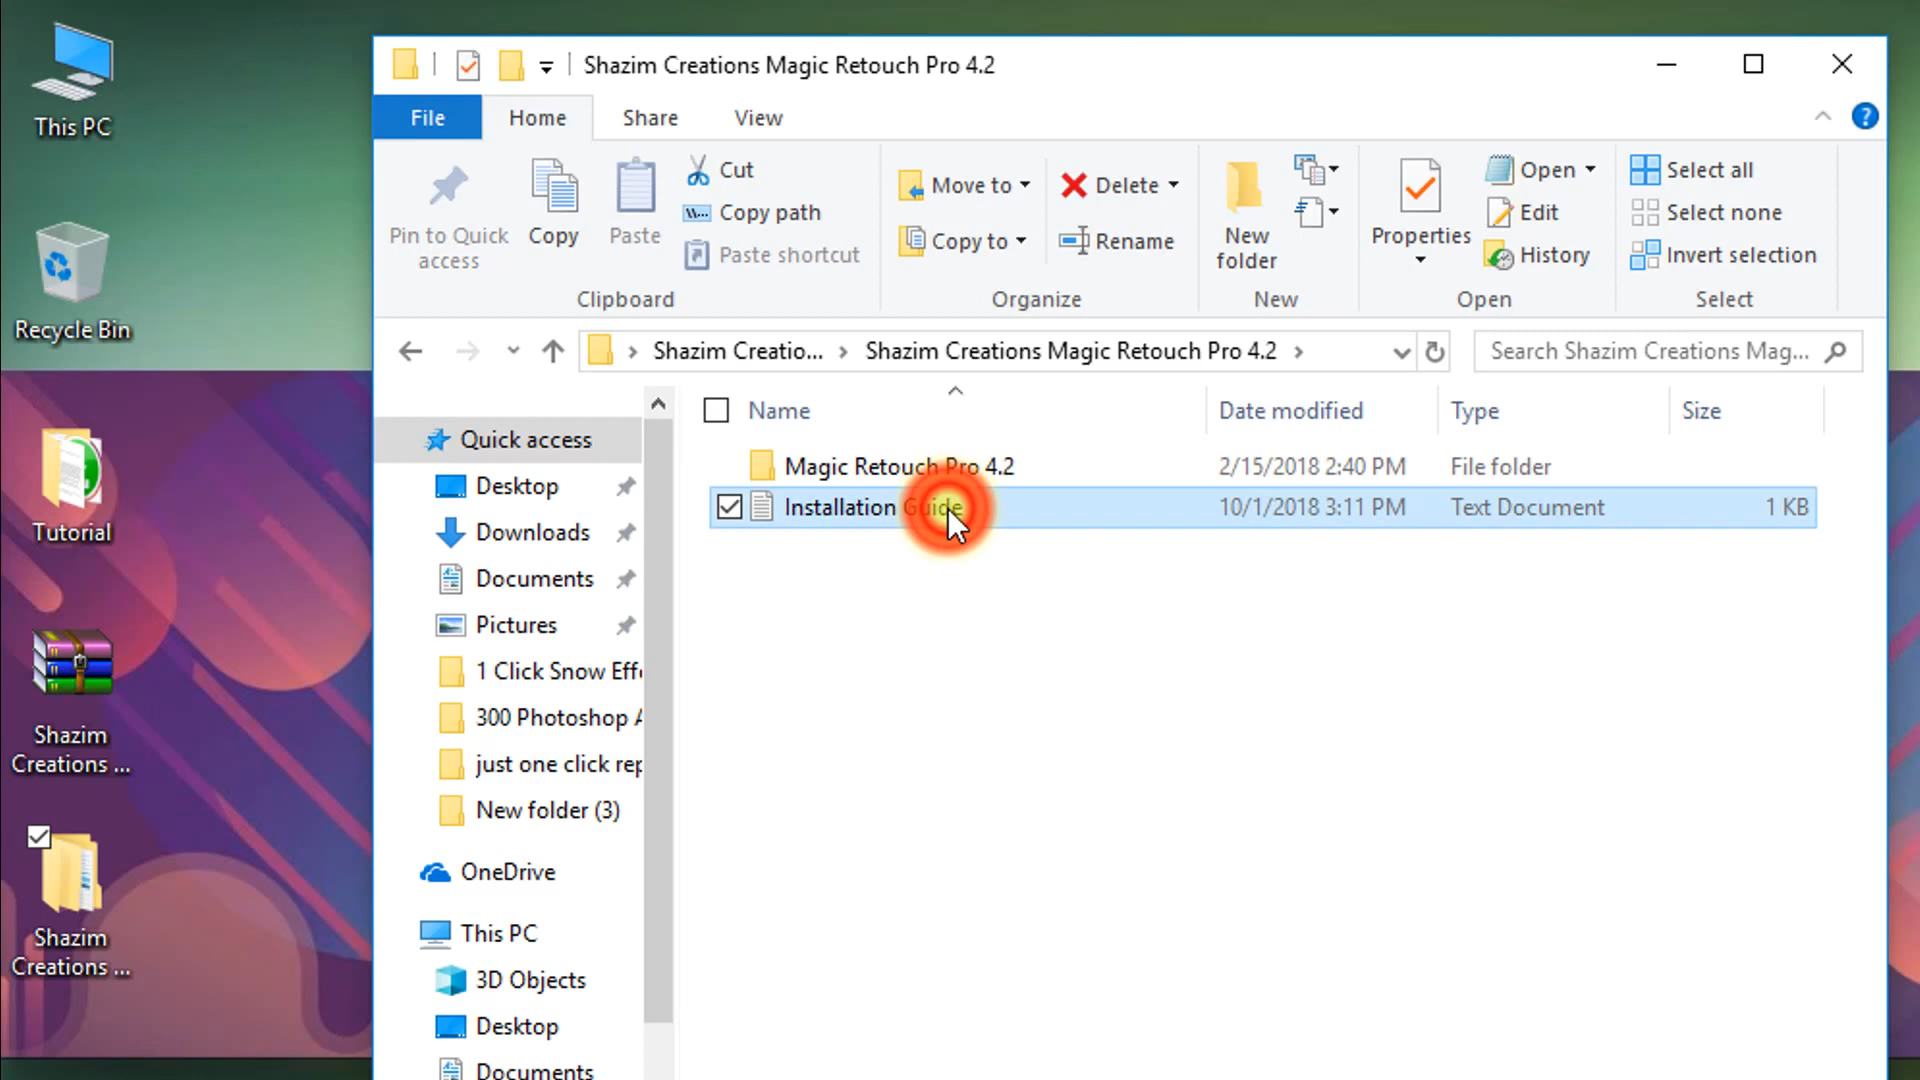 This PC
Recycle Bin
Tutorial
Shazim
Creations ...
Shazim
Creations ...
Shazim Creations Magic Retouch Pro 4.2
File
Home
Share
View
Pin to Quick
access
Copy
Paste
Cut
Copy path
Paste shortcut
Clipboard
Move to
Copy to
Delete
Rename
Organize
New
folder
New
Properties
Open
Edit
History
Open
Select all
Select none
Invert selection
Select
Shazim Creatio... Shazim Creations Magic Retouch Pro 4.2
Search Shazim Creations Mag...
Name Date modified Type Size
Magic Retouch Pro 4.2 2/15/2018 2:40 PM File folder
Installation Guide 10/1/2018 3:11 PM Text Document 1 KB
Quick access
Desktop
Downloads
Documents
Pictures
1 Click Snow Effe
300 Photoshop A
just one click rep
New folder (3)
OneDrive
This PC
3D Objects
Desktop
Documents